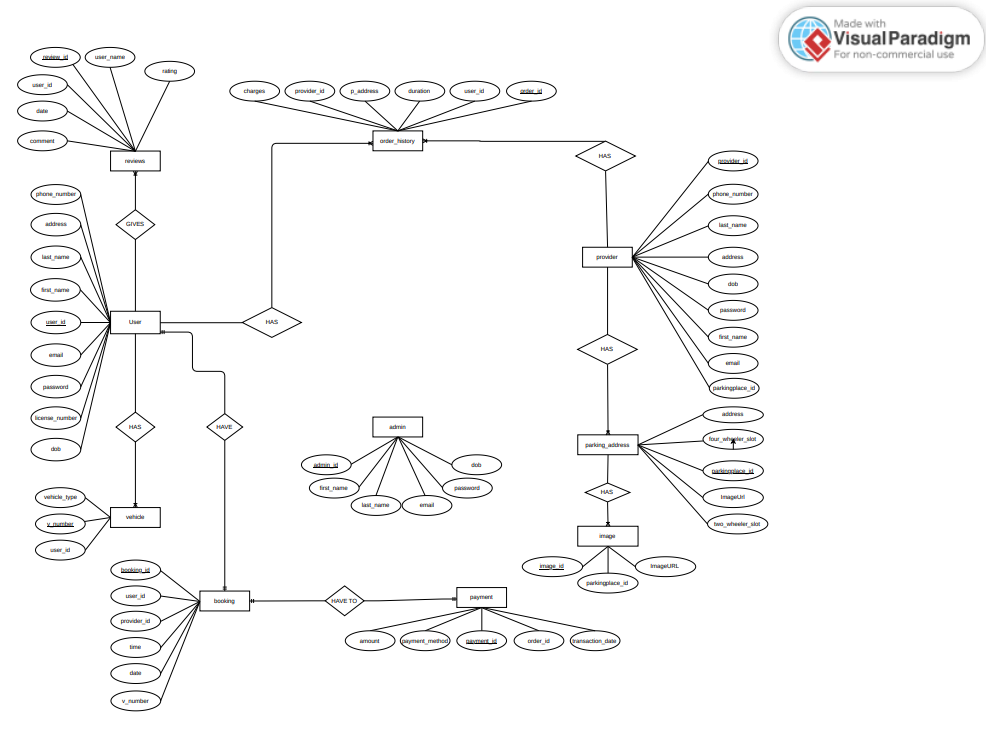 Made with
VisualParadigm
For non-commercial use
review_id
user_name
rating
user_id
date
comment
reviews
charges
provider_id
p_address
duration
user_id
order_id
order_history
HAS
provider_id
phone_number
last_name
address
dob
password
first_name
email
parkingplace_id
provider
phone_number
address
last_name
first_name
user_id
email
password
license_number
dob
GIVES
User
HAS
HAS
HAVE
HAS
admin
admin_id
first_name
last_name
email
password
dob
parking_address
address
four_wheeler_slot
parkingplace_id
ImageUrl
two_wheeler_slot
HAS
image
image_id
parkingplace_id
ImageURL
vehicle_type
v_number
user_id
vehicle
booking_id
user_id
provider_id
time
date
v_number
booking
HAVE TO
payment
amount
payment_method
payment_id
order_id
transaction_date